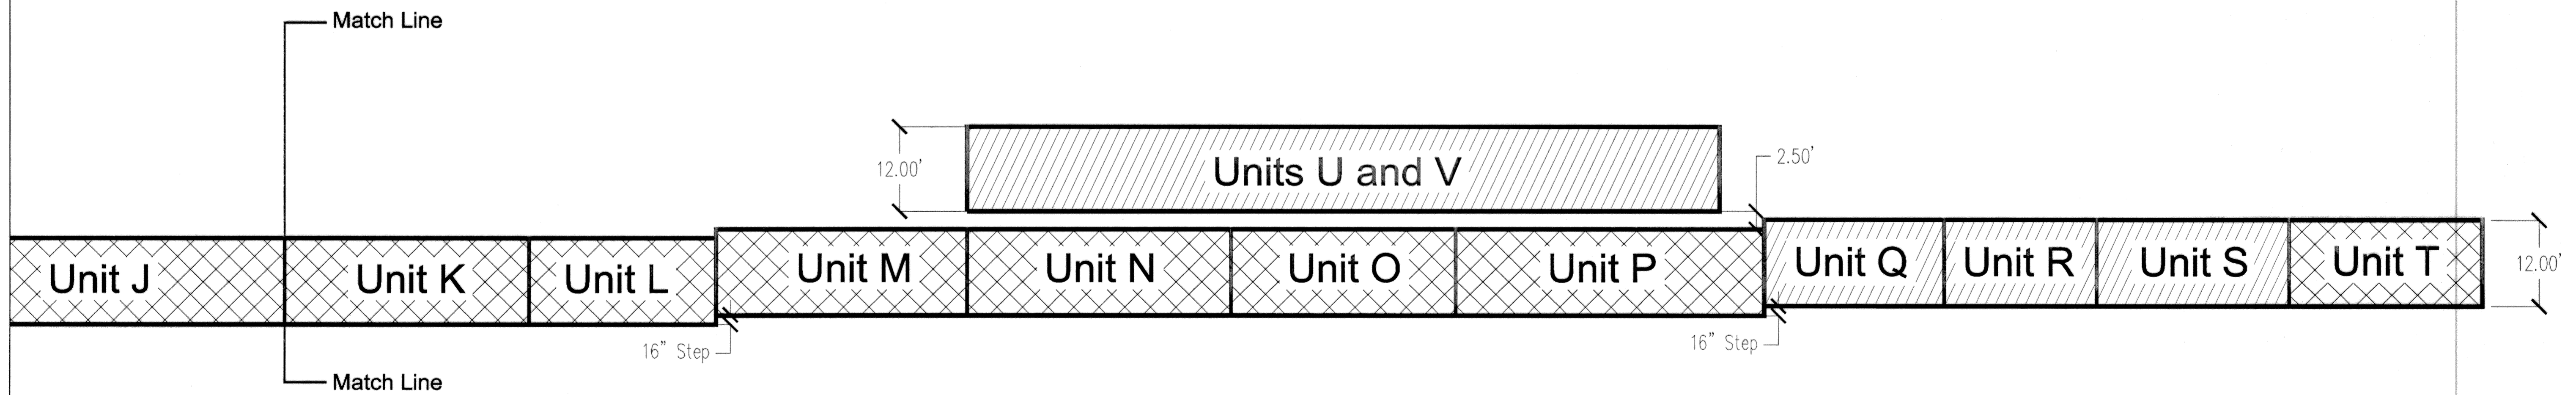 Match Line
12.00'
Units U and V
2.50'
Unit J
Unit K
Unit L
Unit M
Unit N
Unit O
Unit P
Unit Q
Unit R
Unit S
Unit T
12.00'
16" Step
16" Step
Match Line